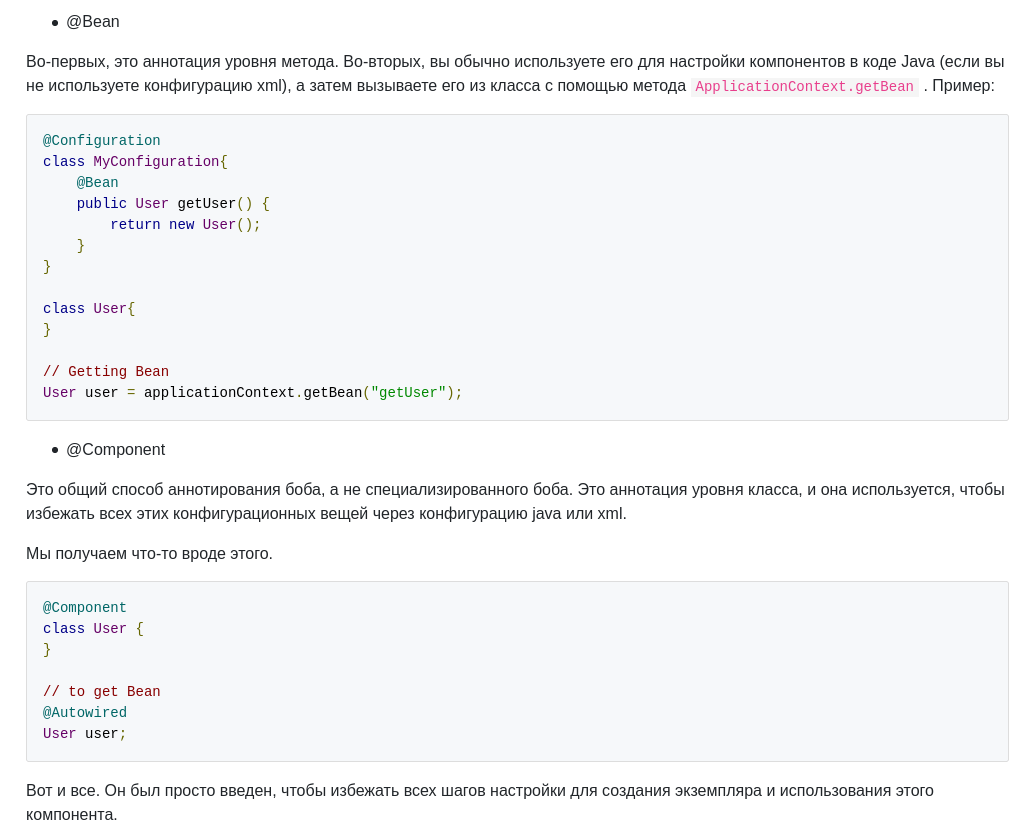 @Bean
Во-первых, это аннотация уровня метода. Во-вторых, вы обычно используете его для настройки компонентов в коде Java (если вы
не используете конфигурацию xml), а затем вызываете его из класса с помощью метода ApplicationContext.getBean . Пример:
@Configuration
class MyConfiguration{
    @Bean
    public User getUser() {
        return new User();
    }
}

class User{
}

// Getting Bean
User user = applicationContext.getBean("getUser");
@Component
Это общий способ аннотирования боба, а не специализированного боба. Это аннотация уровня класса, и она используется, чтобы
избежать всех этих конфигурационных вещей через конфигурацию java или xml.
Мы получаем что-то вроде этого.
@Component
class User {
}

// to get Bean
@Autowired
User user;
Вот и все. Он был просто введен, чтобы избежать всех шагов настройки для создания экземпляра и использования этого
компонента.